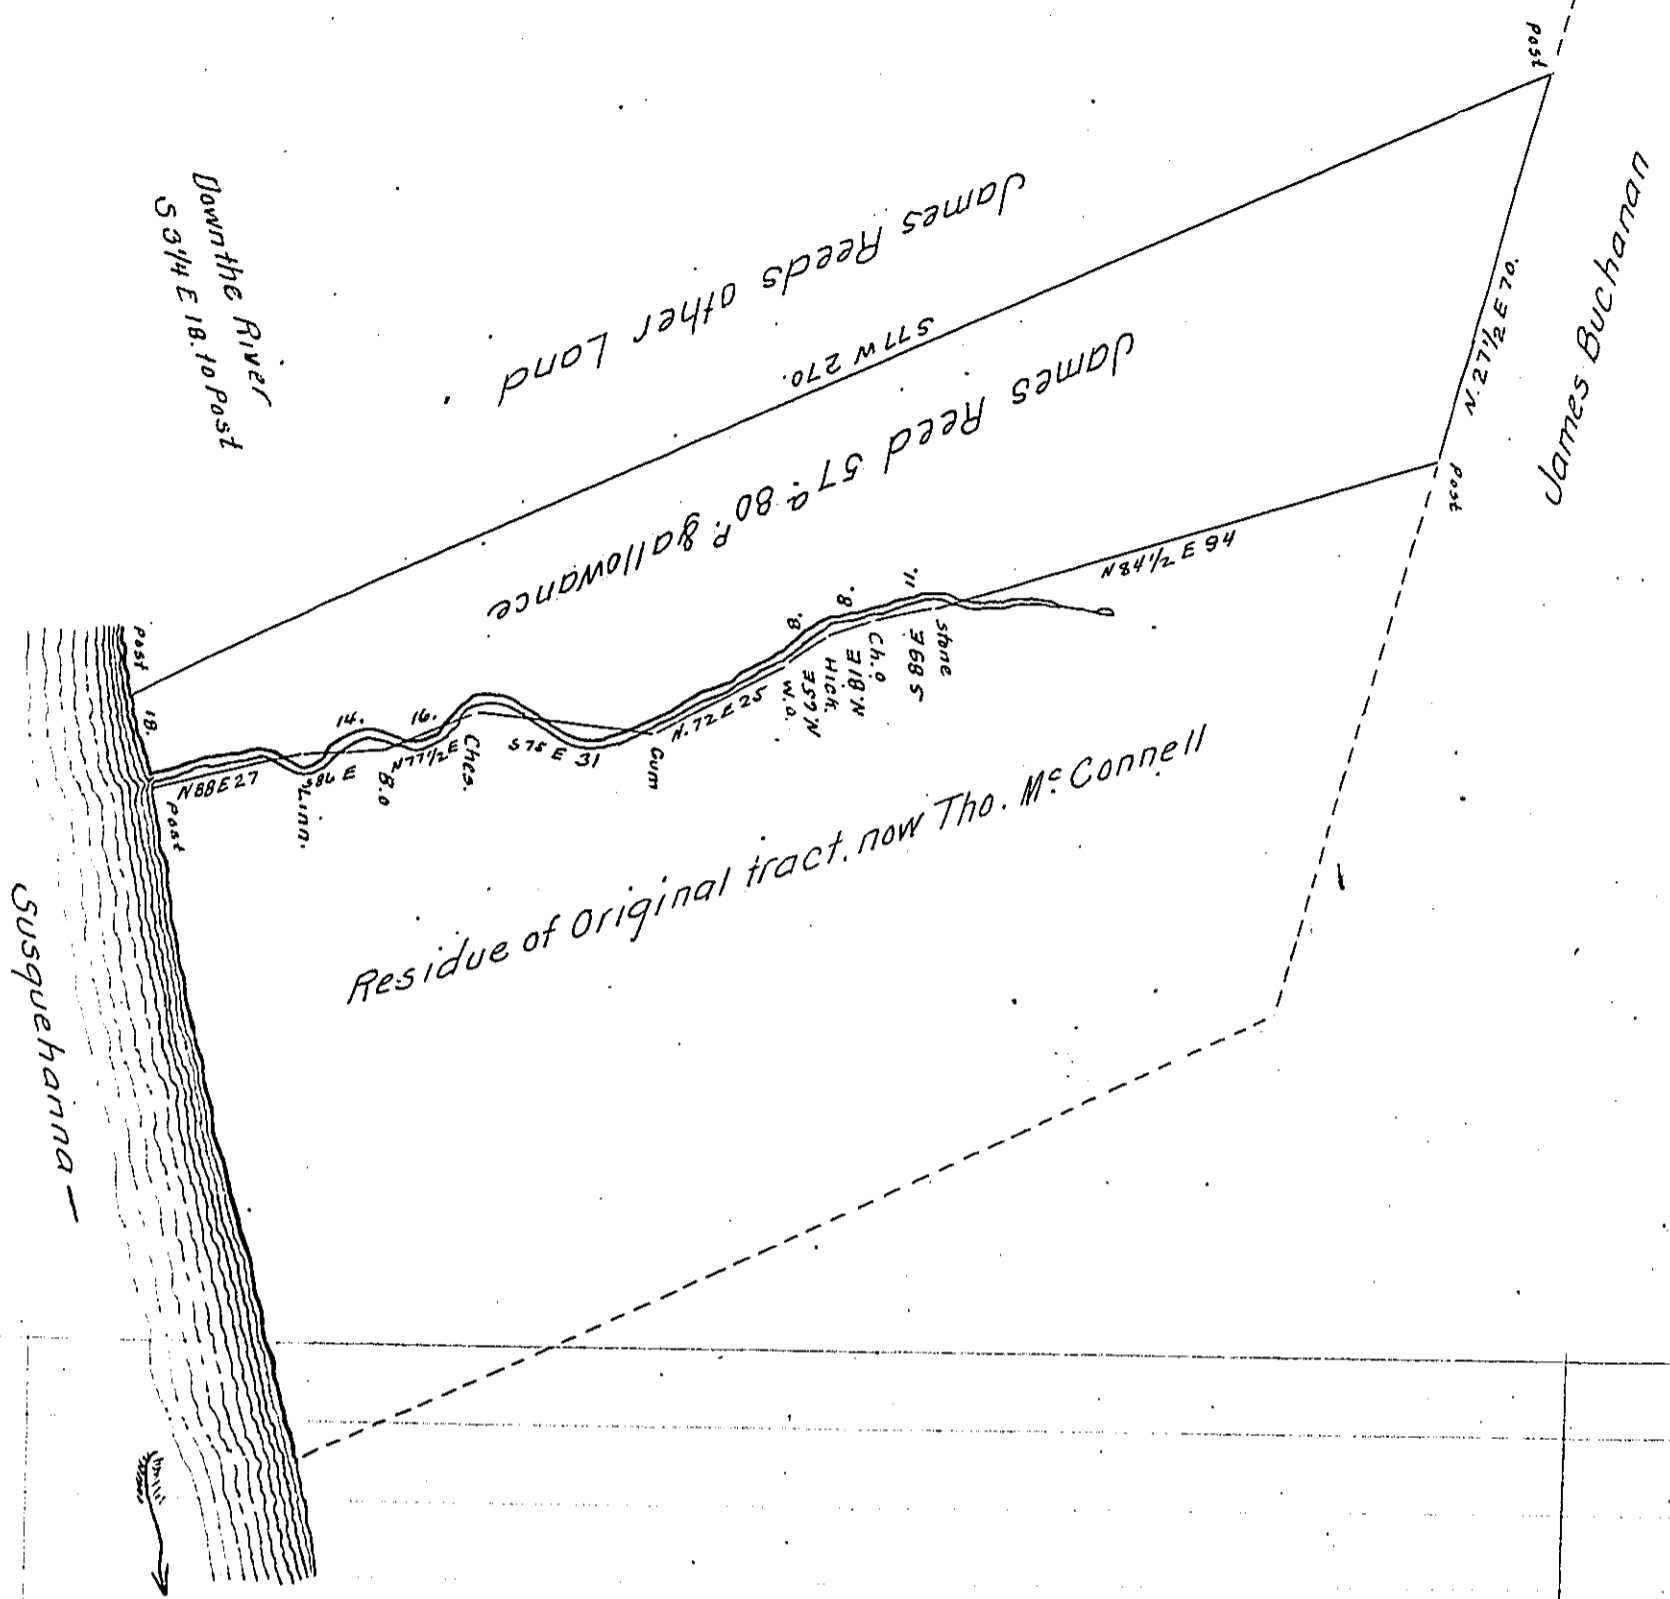 Post
James Buchanan
N. 27 1/2 E 70.
Post
James Reeds other Land
S 77 W 270.
James Reed 57 a. 80 P. & allowance
Down the River
S 3 1/4 E 18. to Post
N 84 1/2 E 94
Stone
S 89 E
11.
Ch. o
N. 81 E
8.
Hick.
N. 59 E
8.
W. o.
N. 72 E 25
Gum
S 75 E 31
Ches.
N 77 1/2 E
16.
B. o
S 86 E
14.
Linn.
N 88 E 27
Post
18.
Post
Residue of Original tract, now Tho. Mc Connell
Susquehanna